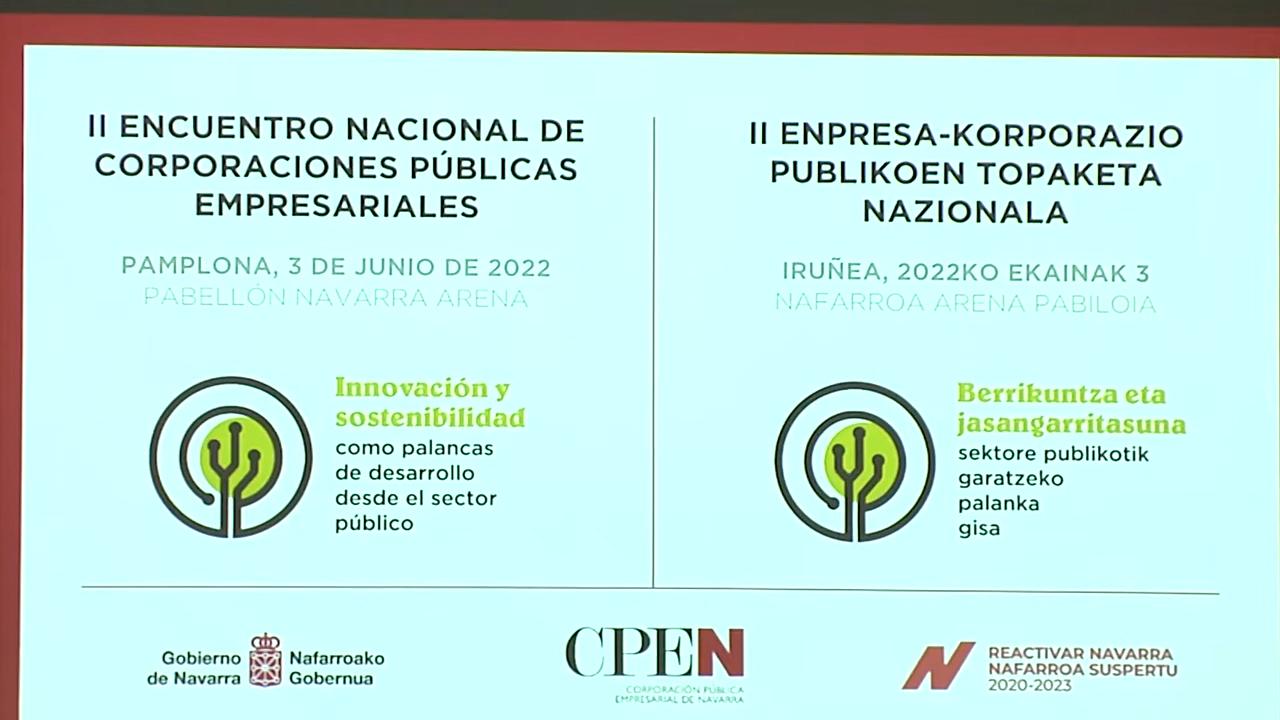 II ENCUENTRO NACIONAL DE
CORPORACIONES PÚBLICAS
EMPRESARIALES
PAMPLONA, 3 DE JUNIO DE 2022
PABELLÓN NAVARRA ARENA
Innovación y
sostenibilidad
como palancas
de desarrollo
desde el sector
público
II ENPRESA-KORPORAZIO
PUBLIKOEN TOPAKETA
NAZIONALA
IRUÑEA, 2022KO EKAINAK 3
NAFARROA ARENA PABILOIA
Berrikuntza eta
jasangarritasuna
sektore publikotik
garatzeko
palanka
gisa
Gobierno
de Navarra
Nafarroako
Gobernua
CPEN
CORPORACIÓN PÚBLICA
EMPRESARIAL DE NAVARRA
REACTIVAR NAVARRA
NAFARROA SUSPERTU
2020-2023